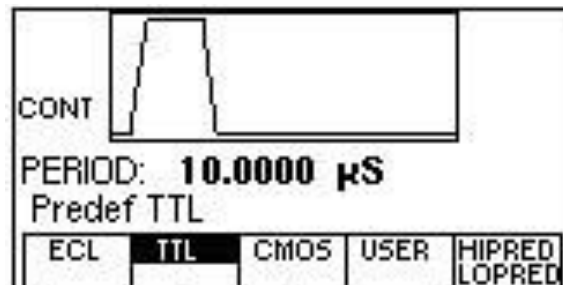 CONT
PERIOD: 10.0000 µS
Predef TTL
ECL TTL CMOS USER HIPRED
LOPRED